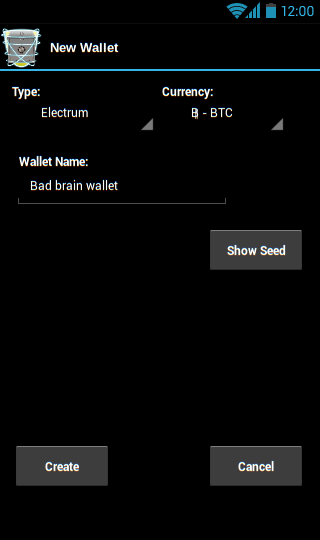 12:00
New Wallet
Type: Currency:
Electrum ฿ - BTC
Wallet Name:
Bad brain wallet
Show Seed
Create Cancel